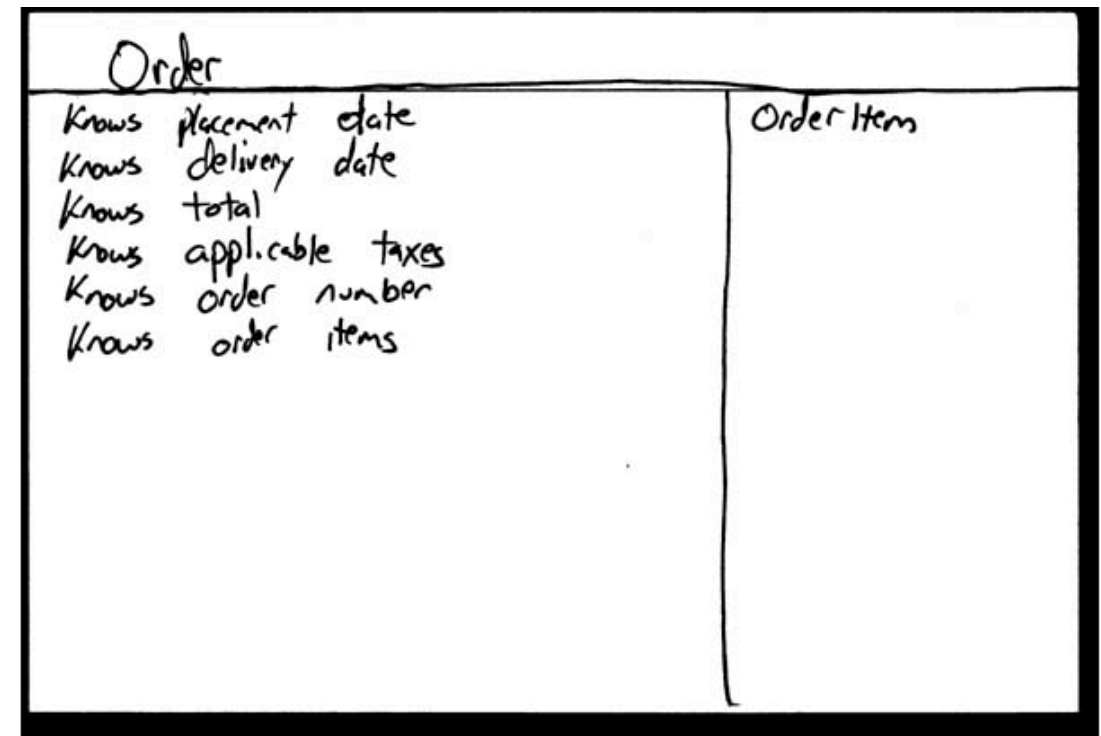 Order
Knows placement date
Knows delivery date
Knows total
Knows applicable taxes
Knows order number
Knows order items
Order Item